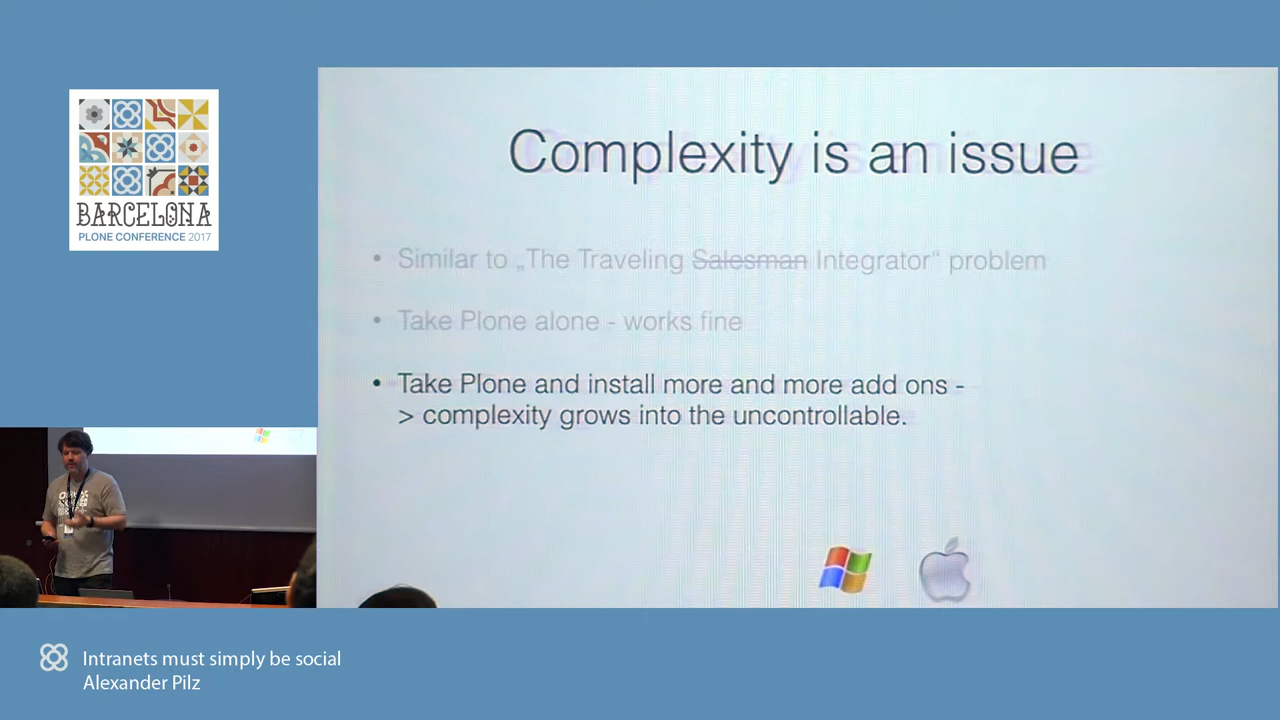 BARCELONA
PLONE CONFERENCE 2017
Complexity is an issue
• Similar to „The Traveling Salesman Integrator“ problem
• Take Plone alone - works fine
• Take Plone and install more and more add ons -
> complexity grows into the uncontrollable.
Intranets must simply be social
Alexander Pilz